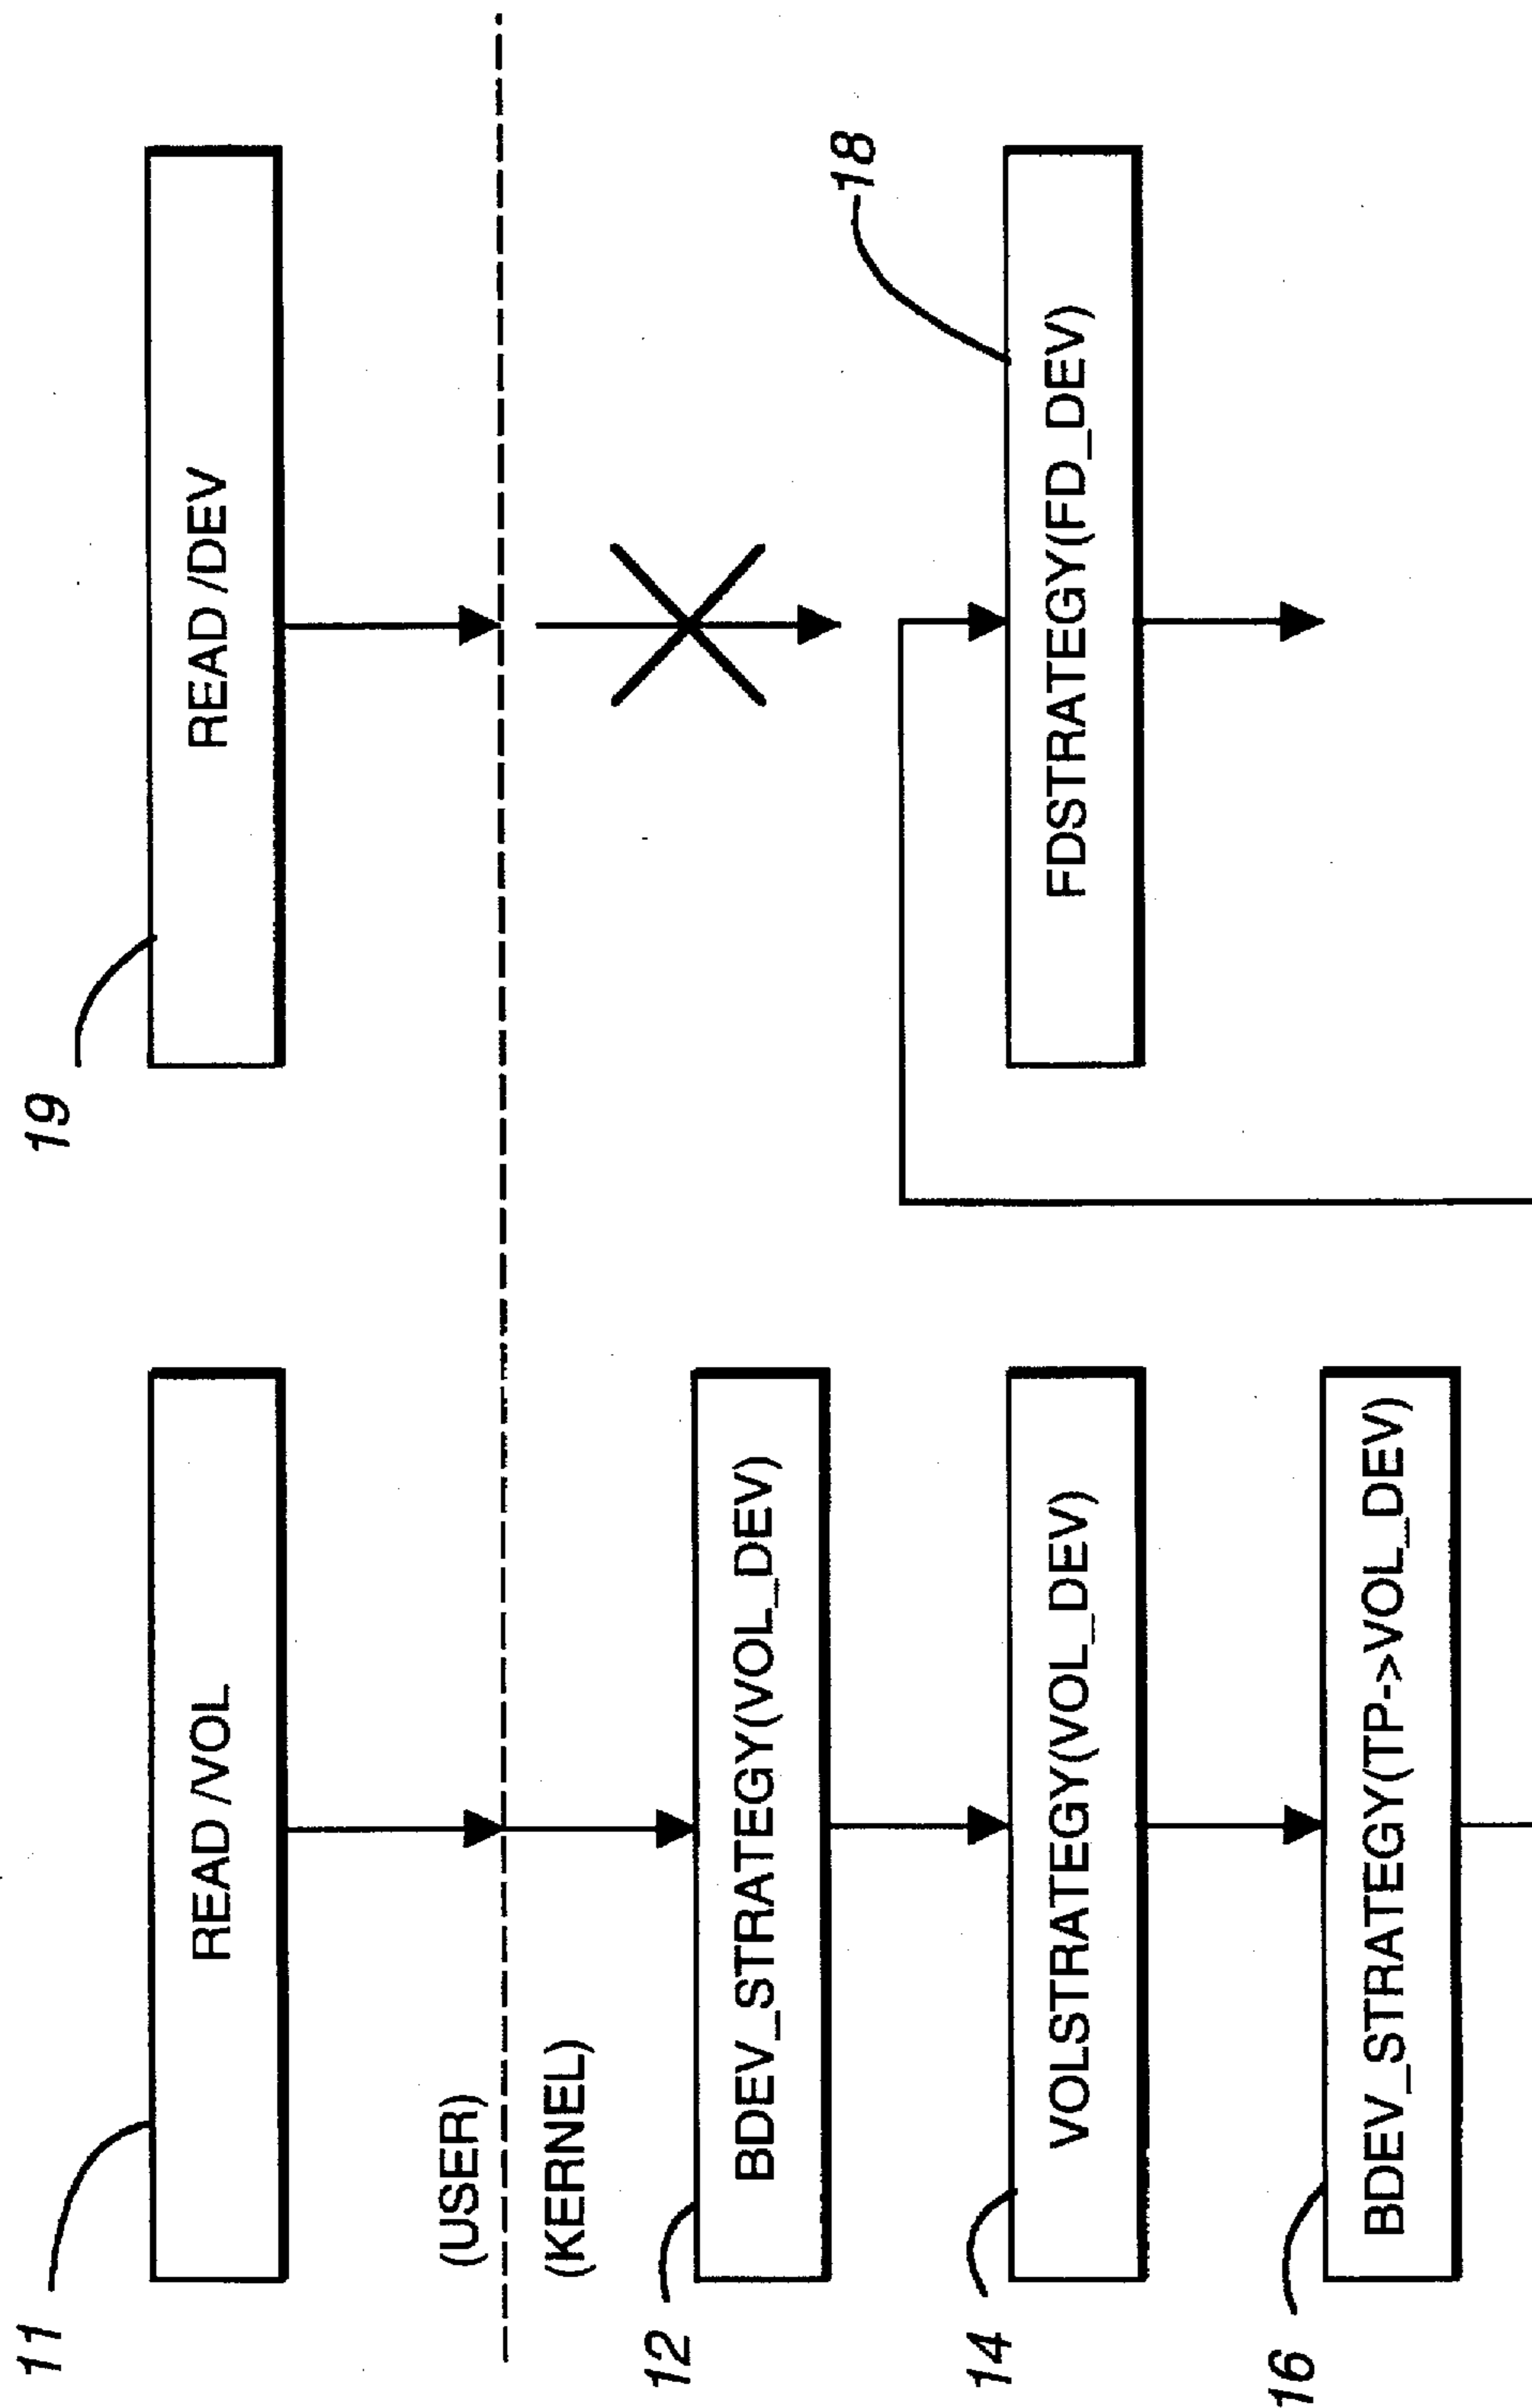 11
READ /VOL
19
READ /DEV
(USER)
(KERNEL)
12
BDEV_STRATEGY(VOL_DEV)
14
VOLSTRATEGY(VOL_DEV)
18
FDSTRATEGY(FD_DEV)
16
BDEV_STRATEGY(TP->VOL_DEV)